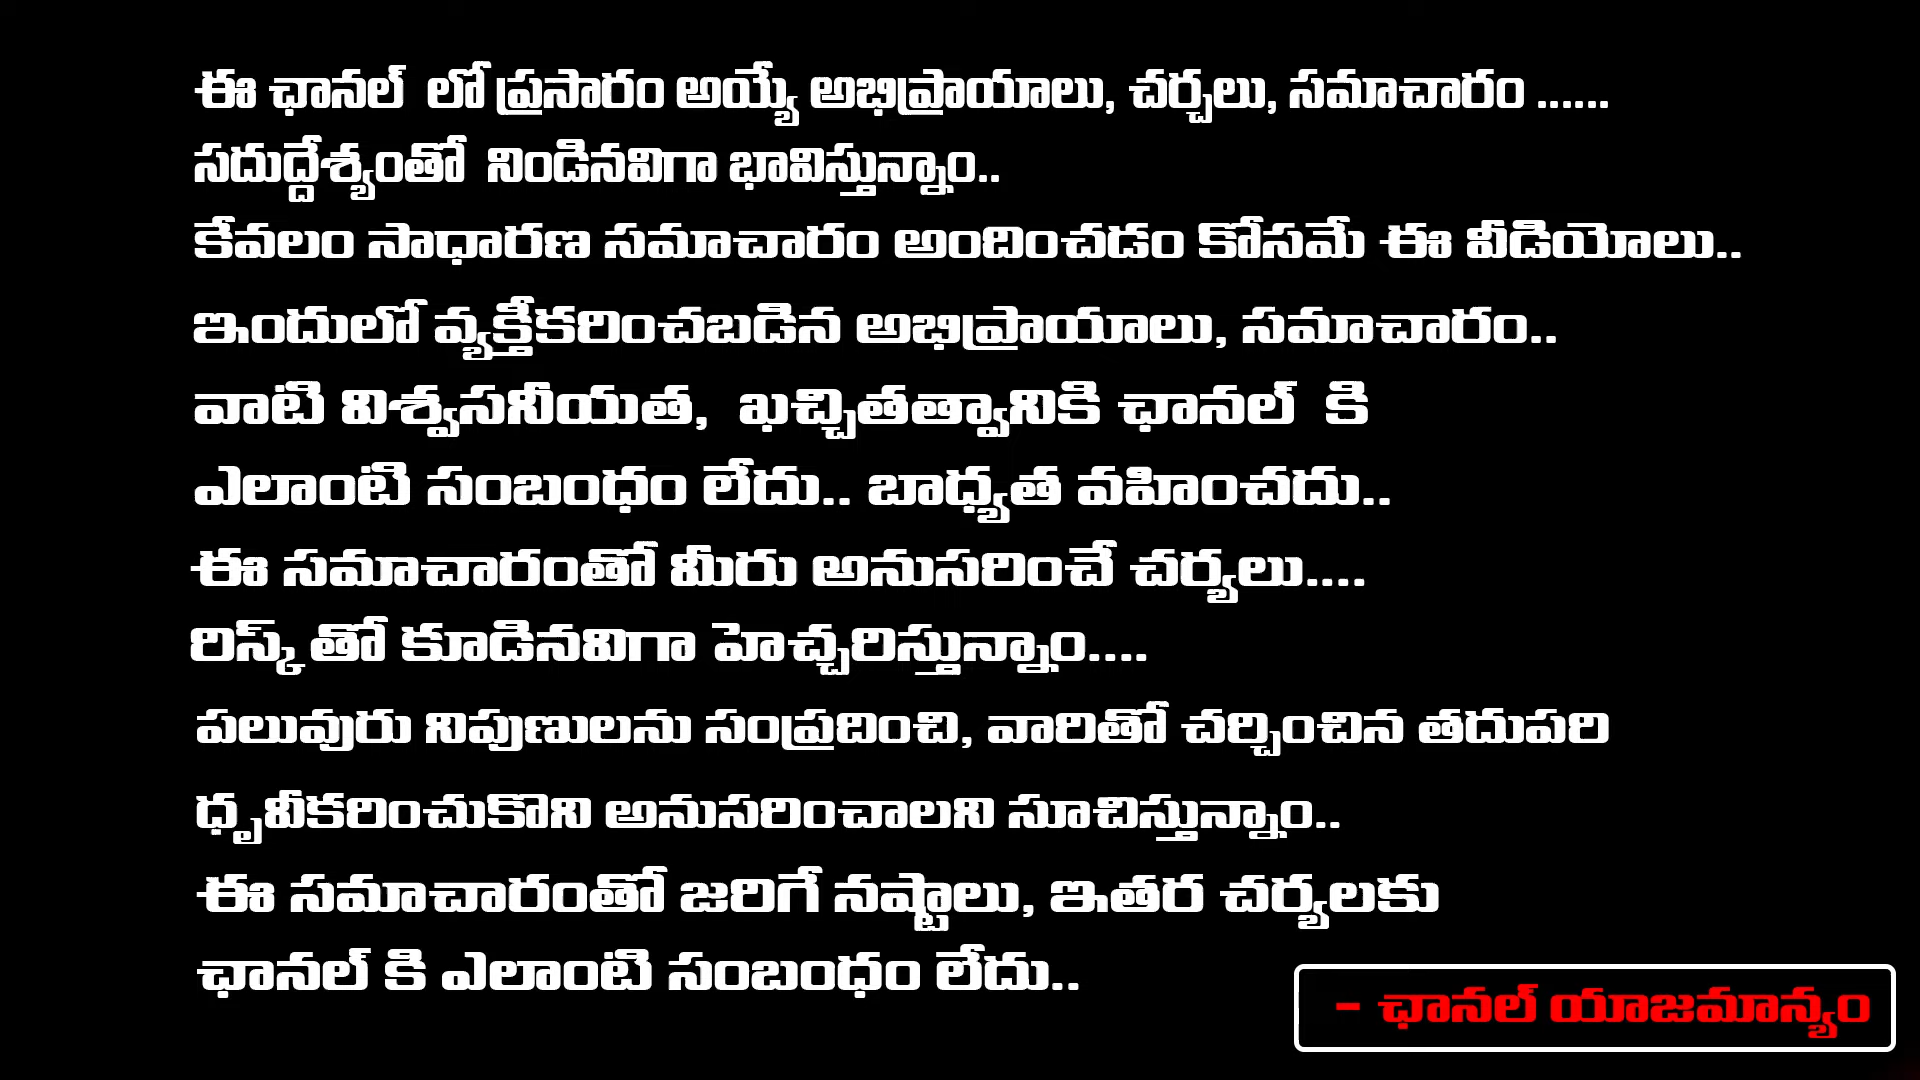 ఈ ఛానల్ లో ప్రసారం అయ్యే అభిప్రాయాలు, చర్చలు, సమాచారం ......
సదుద్దేశ్యంతో నిండినవిగా భావిస్తున్నాం..
కేవలం సాధారణ సమాచారం అందించడం కోసమే ఈ వీడియోలు..
ఇందులో వ్యక్తీకరించబడిన అభిప్రాయాలు, సమాచారం..
వాటి విశ్వసనీయత, ఖచ్చితత్వానికి ఛానల్ కి
ఎలాంటి సంబంధం లేదు.. బాధ్యత వహించదు..
ఈ సమాచారంతో మీరు అనుసరించే చర్యలు....
రిస్క్ తో కూడినవిగా హెచ్చరిస్తున్నాం....
పలువురు నిపుణులను సంప్రదించి, వారితో చర్చించిన తదుపరి
ధృవీకరించుకొని అనుసరించాలని సూచిస్తున్నాం..
ఈ సమాచారంతో జరిగే నష్టాలు, ఇతర చర్యలకు
ఛానల్ కి ఎలాంటి సంబంధం లేదు..
- ఛానల్ యాజమాన్యం